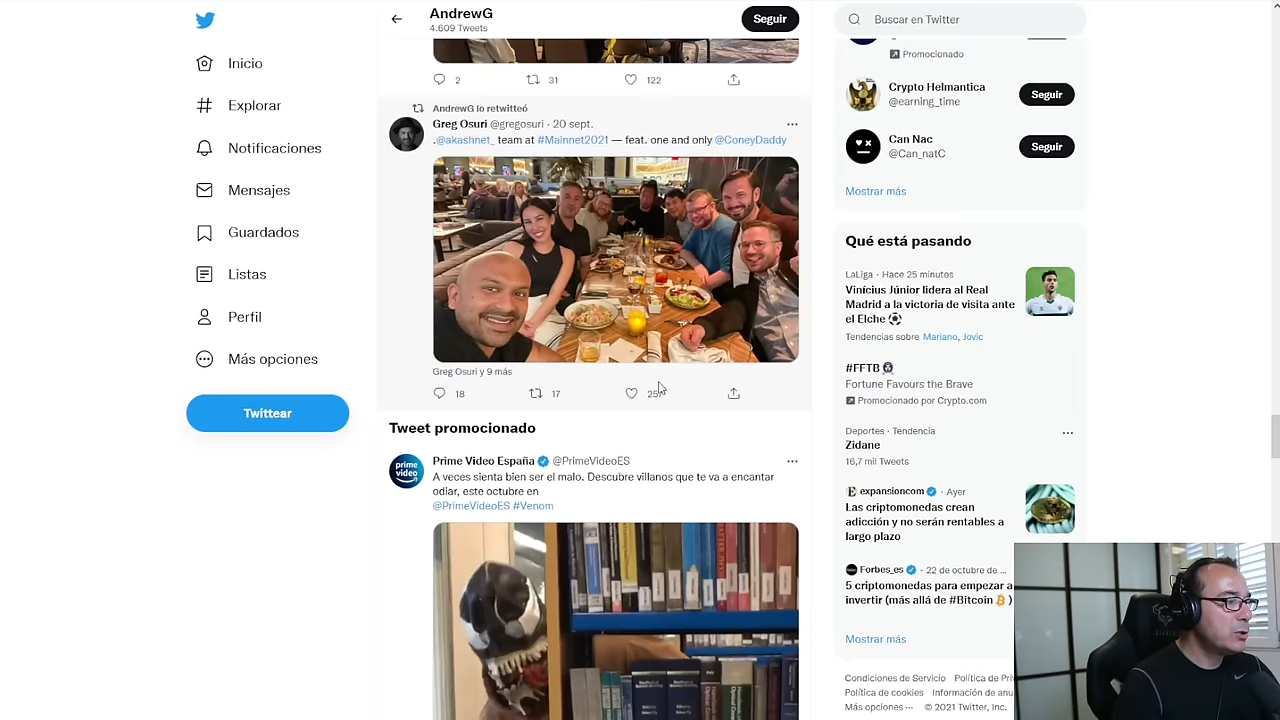 AndrewG
4.609 Tweets
Seguir
Buscar en Twitter
Inicio
Explorar
Notificaciones
Mensajes
Guardados
Listas
Perfil
Más opciones
Twittear
2 31 122
AndrewG lo retwitteó
Greg Osuri @gregosuri · 20 sept.
.@akashnet_ team at #Mainnet2021 — feat. one and only @ConeyDaddy
Greg Osuri y 9 más
18 17
Tweet promocionado
Prime Video España @PrimeVideoES
prime video
A veces sienta bien ser el malo. Descubre villanos que te va a encantar
odiar, este octubre en
@PrimeVideoES #Venom
Promocionado
Crypto Helmantica
@earning_time
Seguir
Can Nac
@Can_natC
Seguir
Mostrar más
Qué está pasando
LaLiga · Hace 25 minutos
Vinícius Júnior lidera al Real
Madrid a la victoria de visita ante
el Elche ⚽
Tendencias sobre Mariano, Jovic
#FFTB
Fortune Favours the Brave
Promocionado por Crypto.com
Deportes · Tendencia
Zidane
16,7 mil Tweets
expansioncom · Ayer
Las criptomonedas crean
adicción y no serán rentables a
largo plazo
Forbes_es · 22 de octubre de ...
5 criptomonedas para empezar a
invertir (más allá de #Bitcoin )
Mostrar más
Condiciones de Servicio Política de
Política de cookies Información de
Más opciones ··· © 2021 Twitter, Inc.